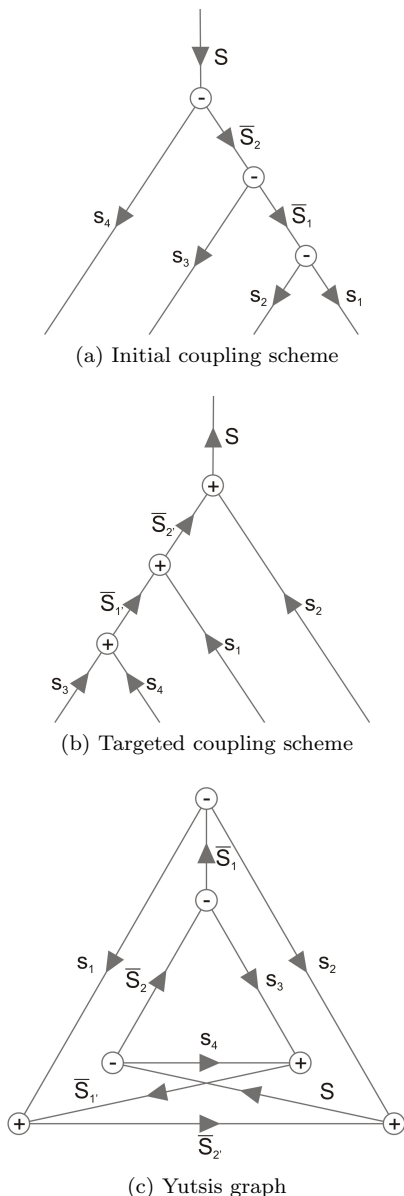 S
-
S̅₂
s₄
-
s₃
S̅₁
-
s₂
s₁
(a) Initial coupling scheme
S
+
S̅₂'
+
S̅₁'
s₂
+
s₁
s₃
s₄
(b) Targeted coupling scheme
-
S̅₁
-
s₁
s₂
S̅₂
s₃
s₄
-
+
S̅₁'
S
+
+
S̅₂'
(c) Yutsis graph